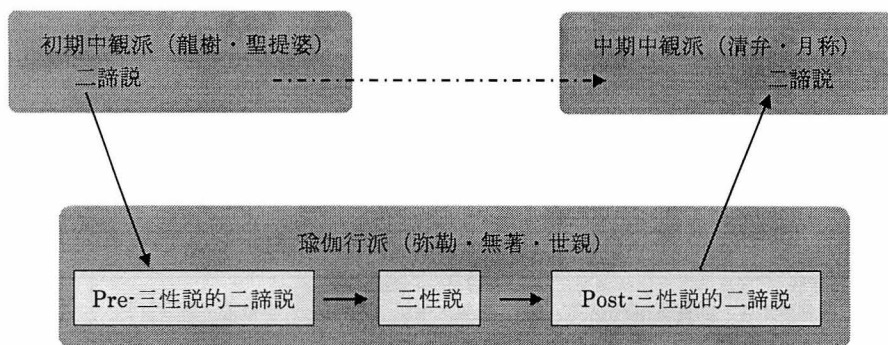 初期中観派（龍樹・聖提婆）
二諦説
中期中観派（清弁・月称）
二諦説
瑜伽行派（弥勒・無著・世親）
Pre-三性説的二諦説
三性説
Post-三性説的二諦説